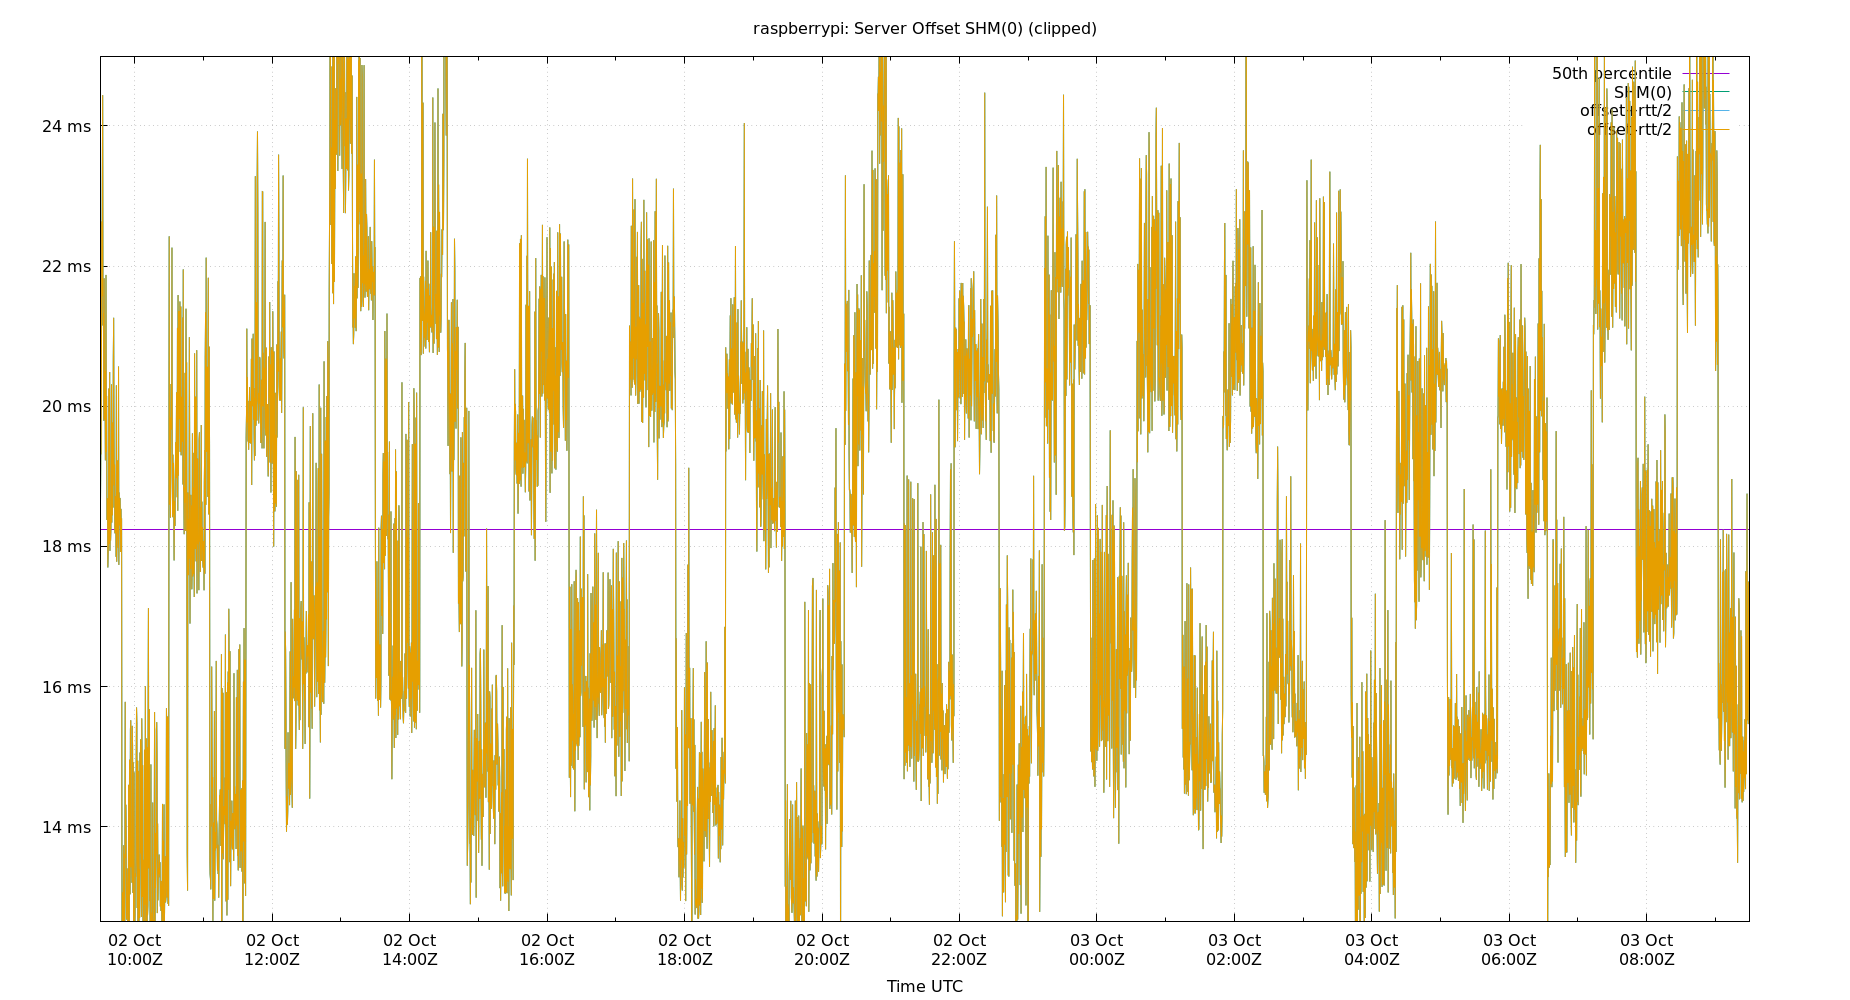 raspberrypi: Server Offset SHM(0) (clipped)
50th percentile
SHM(0)
offset+rtt/2
offset-rtt/2
24 ms
22 ms
20 ms
18 ms
16 ms
14 ms
02 Oct 02 Oct 02 Oct 02 Oct 02 Oct 02 Oct 02 Oct 03 Oct 03 Oct 03 Oct 03 Oct 03 Oct
10:00Z 12:00Z 14:00Z 16:00Z 18:00Z 20:00Z 22:00Z 00:00Z 02:00Z 04:00Z 06:00Z 08:00Z
Time UTC